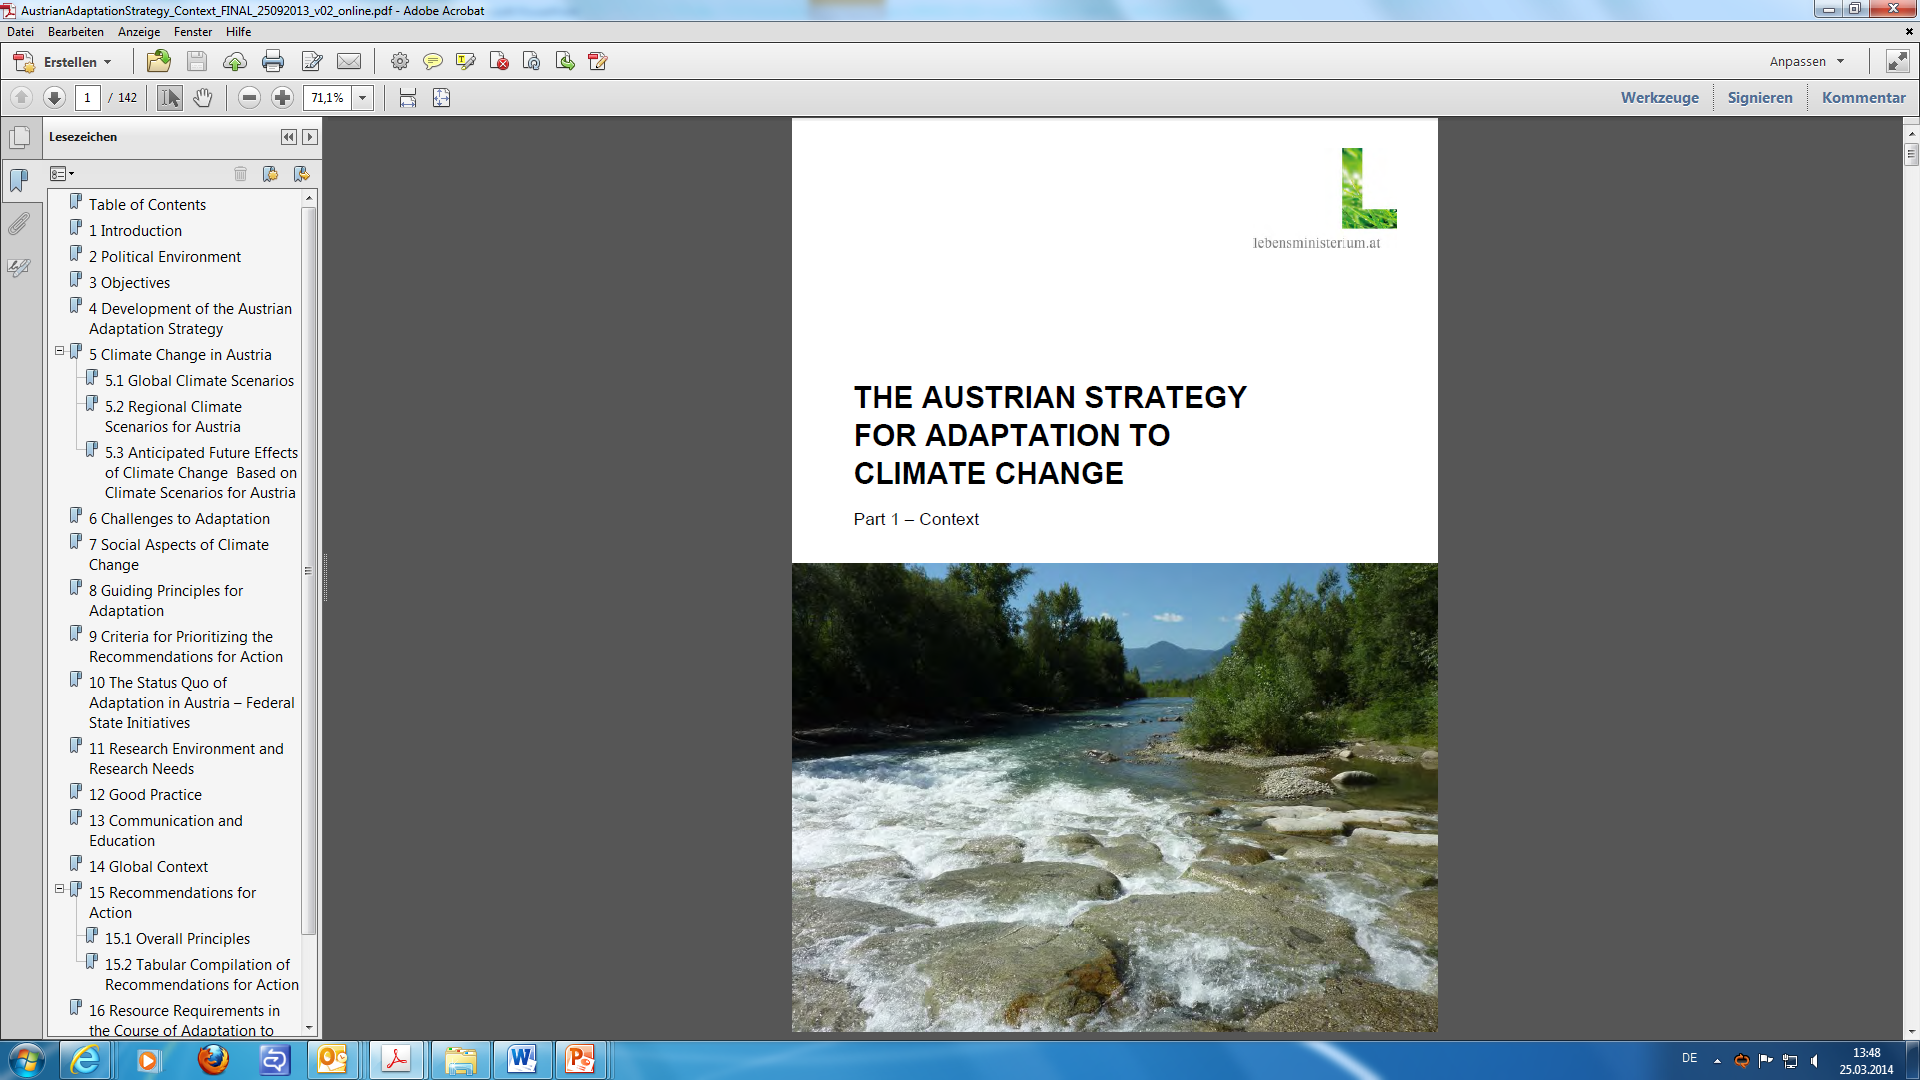 AustrianAdaptationStrategy_Context_FINAL_25092013_v02_online.pdf - Adobe Acrobat
Datei Bearbeiten Anzeige Fenster Hilfe
Erstellen
Anpassen
1 / 142
71,1%
Werkzeuge Signieren Kommentar
Lesezeichen
Table of Contents
1 Introduction
2 Political Environment
3 Objectives
4 Development of the Austrian
Adaptation Strategy
5 Climate Change in Austria
5.1 Global Climate Scenarios
5.2 Regional Climate
Scenarios for Austria
5.3 Anticipated Future Effects
of Climate Change Based on
Climate Scenarios for Austria
6 Challenges to Adaptation
7 Social Aspects of Climate
Change
8 Guiding Principles for
Adaptation
9 Criteria for Prioritizing the
Recommendations for Action
10 The Status Quo of
Adaptation in Austria – Federal
State Initiatives
11 Research Environment and
Research Needs
12 Good Practice
13 Communication and
Education
14 Global Context
15 Recommendations for
Action
15.1 Overall Principles
15.2 Tabular Compilation of
Recommendations for Action
16 Resource Requirements in
the Course of Adaptation to
lebensministerium.at
THE AUSTRIAN STRATEGY
FOR ADAPTATION TO
CLIMATE CHANGE
Part 1 – Context
DE
13:48
25.03.2014